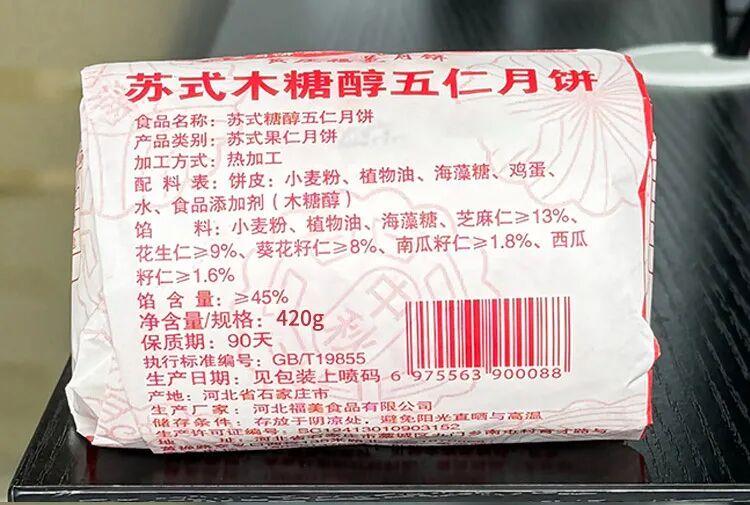 苏式木糖醇五仁月饼
食品名称：苏式糖醇五仁月饼
产品类别：苏式果仁月饼
加工方式：热加工
配料表：饼皮：小麦粉、植物油、海藻糖、鸡蛋、
水、食品添加剂（木糖醇）
馅料：小麦粉、植物油、海藻糖、芝麻仁≥13%、
花生仁≥9%、葵花籽仁≥8%、南瓜籽仁≥1.8%、西瓜
籽仁≥1.6%
馅含量：≥45%
净含量/规格：420g
保质期：90天
执行标准编号：GB/T19855
生产日期：见包装上喷码
6 975563 900088
产地：河北省石家庄市
生产厂家：河北福美食品有限公司
储存条件：存放于阴凉处，避免阳光直晒与高温
生产许可证编号：SC12413010903152